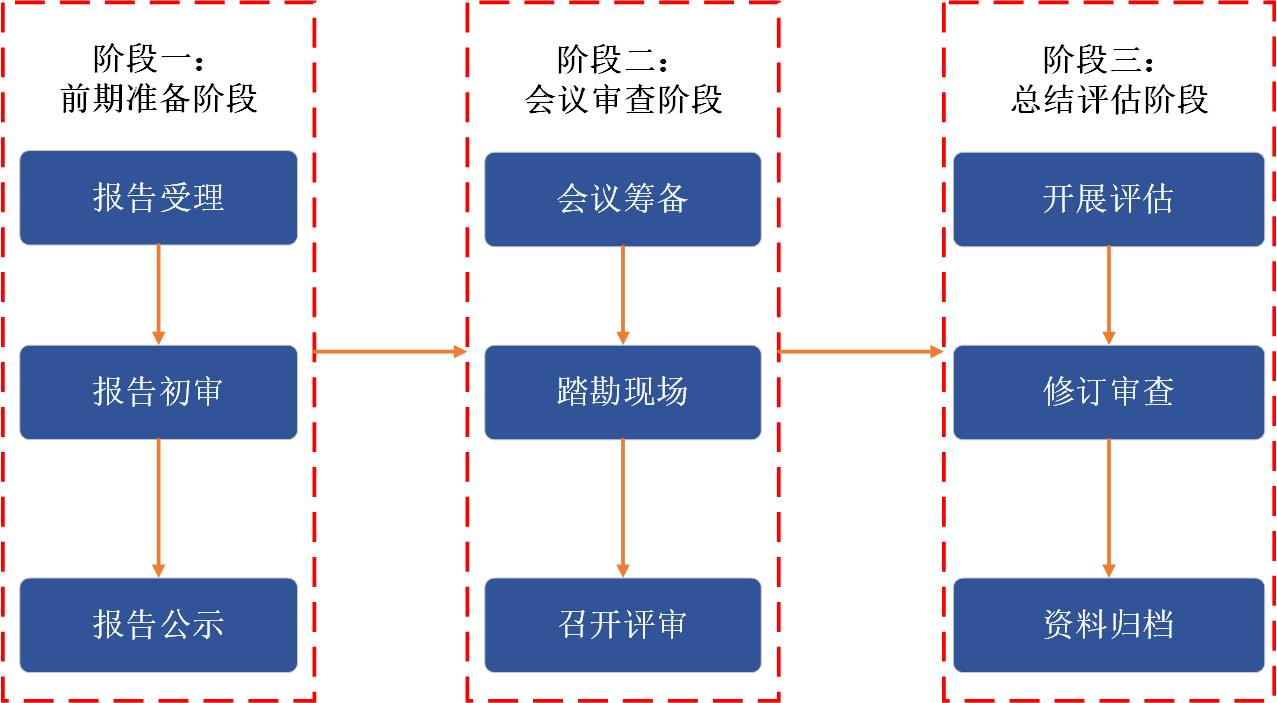 阶段一：
前期准备阶段
报告受理
报告初审
报告公示
阶段二：
会议审查阶段
会议筹备
踏勘现场
召开评审
阶段三：
总结评估阶段
开展评估
修订审查
资料归档